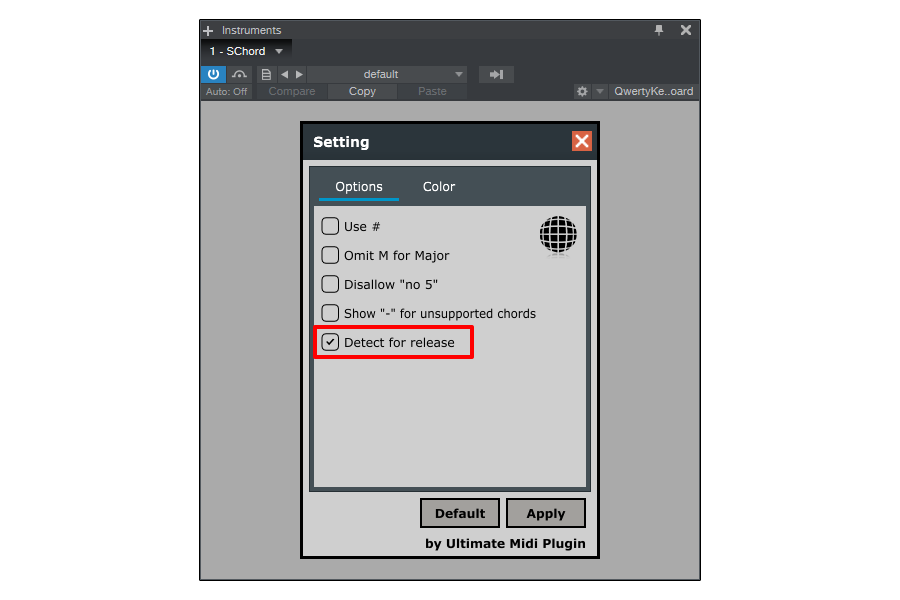 Instruments
1 - SChord
default
Auto: Off
Compare
Copy
Paste
QwertyKe..oard
Setting
Options
Color
Use #
Omit M for Major
Disallow "no 5"
Show "-" for unsupported chords
Detect for release
Default
Apply
by Ultimate Midi Plugin